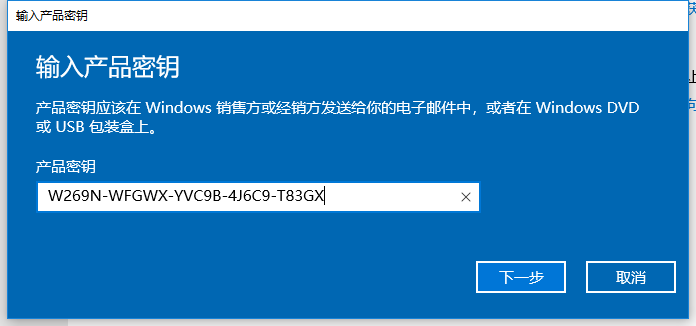 输入产品密钥
输入产品密钥
产品密钥应该在 Windows 销售方或经销方发送给你的电子邮件中，或者在 Windows DVD
或 USB 包装盒上。
产品密钥
W269N-WFGWX-YVC9B-4J6C9-T83GX
下一步
取消